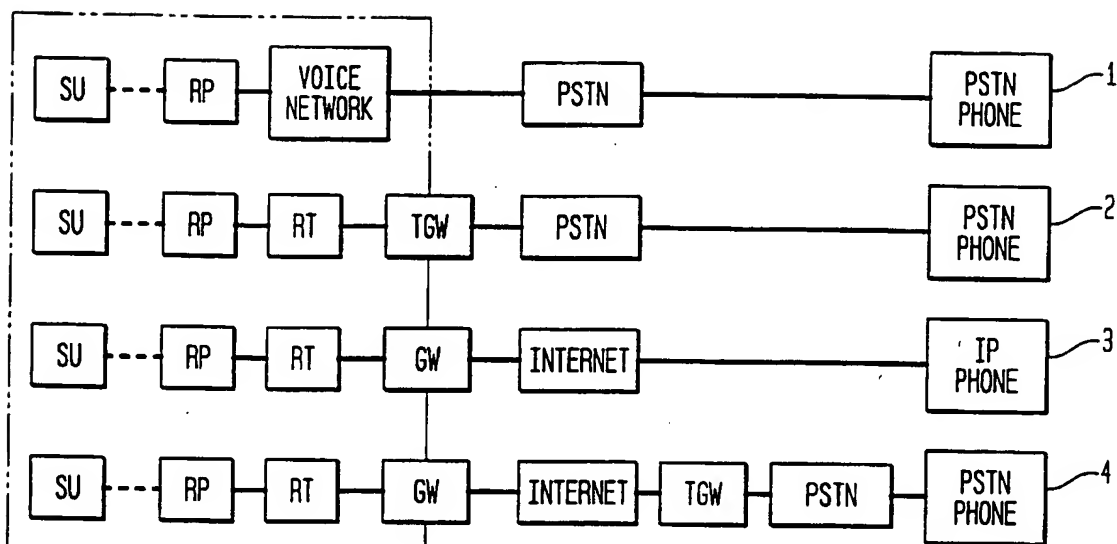 SU RP VOICE NETWORK PSTN PSTN PHONE 1
SU RP RT TGW PSTN PSTN PHONE 2
SU RP RT GW INTERNET IP PHONE 3
SU RP RT GW INTERNET TGW PSTN PSTN PHONE 4